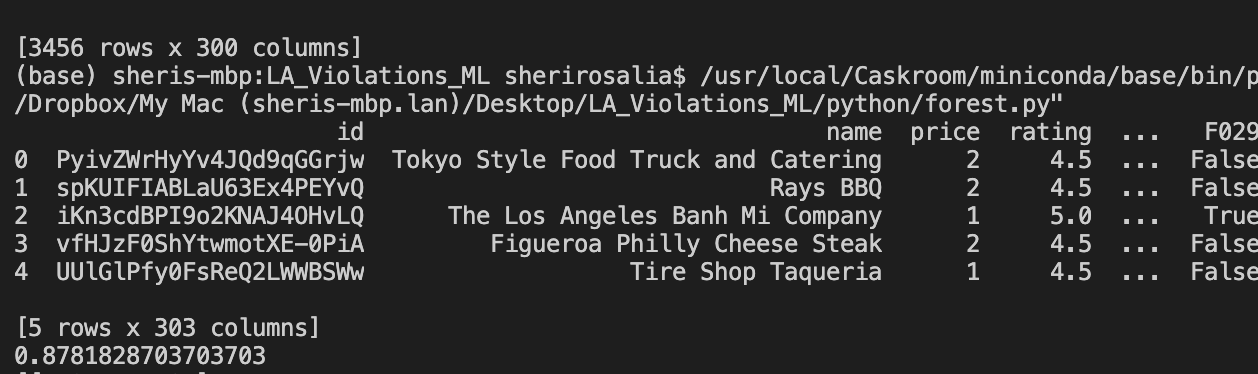 [3456 rows x 300 columns]
(base) sheris-mbp:LA_Violations_ML sherirosalia$ /usr/local/Caskroom/miniconda/base/bin/p
/Dropbox/My Mac (sheris-mbp.lan)/Desktop/LA_Violations_ML/python/forest.py"
id name price rating ... F029
0 PyivZWrHyYv4JQd9qGGrjw Tokyo Style Food Truck and Catering 2 4.5 ... False
1 spKUIFIABLaU63Ex4PEYvQ Rays BBQ 2 4.5 ... False
2 iKn3cdBPI9o2KNAJ4OHvLQ The Los Angeles Banh Mi Company 1 5.0 ... True
3 vfHJzF0ShYtwmotXE-0PiA Figueroa Philly Cheese Steak 2 4.5 ... False
4 UUlGlPfy0FsReQ2LWWBSWw Tire Shop Taqueria 1 4.5 ... False
[5 rows x 303 columns]
0.8781828703703703